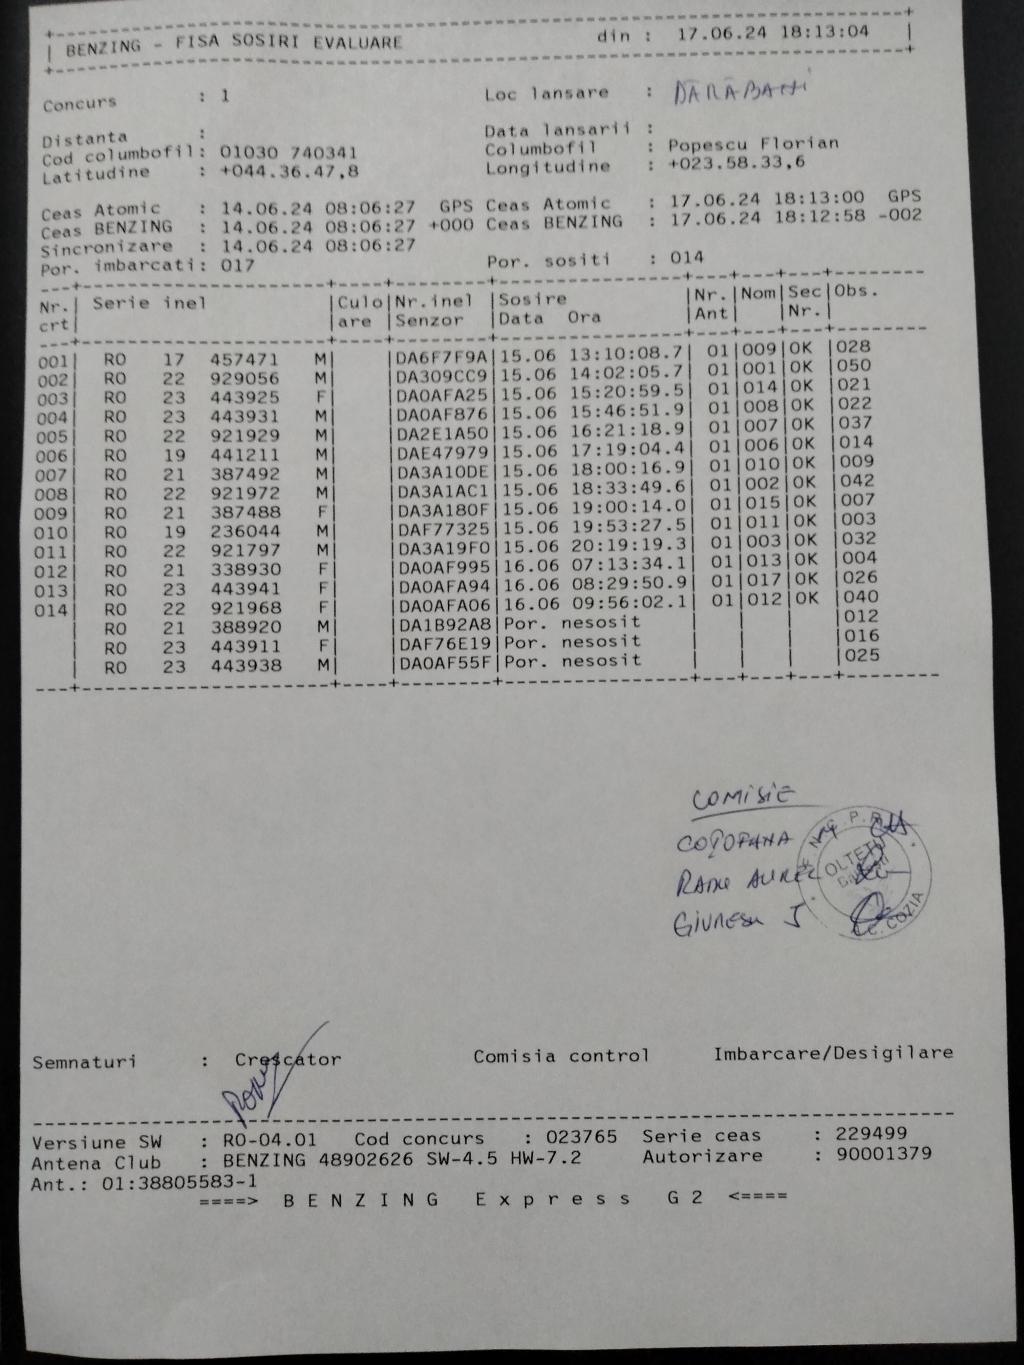 BENZING - FISA SOSIRI EVALUARE din : 17.06.24 18:13:04
Concurs : 1 Loc lansare : DARABANI
Distanta : Data lansarii :
Cod columbofil: 01030 740341 Columbofil : Popescu Florian
Latitudine : +044.36.47,8 Longitudine : +023.58.33,6
Ceas Atomic : 14.06.24 08:06:27 GPS Ceas Atomic : 17.06.24 18:13:00 GPS
Ceas BENZING : 14.06.24 08:06:27 +000 Ceas BENZING : 17.06.24 18:12:58 -002
Sincronizare : 14.06.24 08:06:27
Por. imbarcati: 017 Por. sositi : 014
Nr. | Serie inel |Culo|Nr.inel |Sosire |Nr.|Nom|Sec|Obs.
crt| |are |Senzor |Data Ora |Ant| |Nr.|
001| RO 17 457471 M| |DA6F7F9A|15.06 13:10:08.7| 01|009|OK |028
002| RO 22 929056 M| |DA309CC9|15.06 14:02:05.7| 01|001|OK |050
003| RO 23 443925 F| |DA0AFA25|15.06 15:20:59.5| 01|014|OK |021
004| RO 23 443931 M| |DA0AF876|15.06 15:46:51.9| 01|008|OK |022
005| RO 22 921929 M| |DA2E1A50|15.06 16:21:18.9| 01|007|OK |037
006| RO 19 441211 M| |DAE47979|15.06 17:19:04.4| 01|006|OK |014
007| RO 21 387492 M| |DA3A10DE|15.06 18:00:16.9| 01|010|OK |009
008| RO 22 921972 M| |DA3A1AC1|15.06 18:33:49.6| 01|002|OK |042
009| RO 21 387488 F| |DA3A180F|15.06 19:00:14.0| 01|015|OK |007
010| RO 19 236044 M| |DAF77325|15.06 19:53:27.5| 01|011|OK |003
011| RO 22 921797 M| |DA3A19F0|15.06 20:19:19.3| 01|003|OK |032
012| RO 21 338930 F| |DA0AF995|16.06 07:13:34.1| 01|013|OK |004
013| RO 23 443941 F| |DA0AFA94|16.06 08:29:50.9| 01|017|OK |026
014| RO 22 921968 F| |DA0AFA06|16.06 09:56:02.1| 01|012|OK |040
| RO 21 388920 M| |DA1B92A8|Por. nesosit | | | |012
| RO 23 443911 F| |DAF76E19|Por. nesosit | | | |016
| RO 23 443938 M| |DA0AF55F|Por. nesosit | | | |025
COMISIE
COȚOFANA
RADU AUREL
GIURESU J
OLTETU
COZIA
Semnaturi : Crescator Comisia control Imbarcare/Desigilare
Versiune SW : RO-04.01 Cod concurs : 023765 Serie ceas : 229499
Antena Club : BENZING 48902626 SW-4.5 HW-7.2 Autorizare : 90001379
Ant.: 01:38805583-1
====> BENZING Express G2 <====